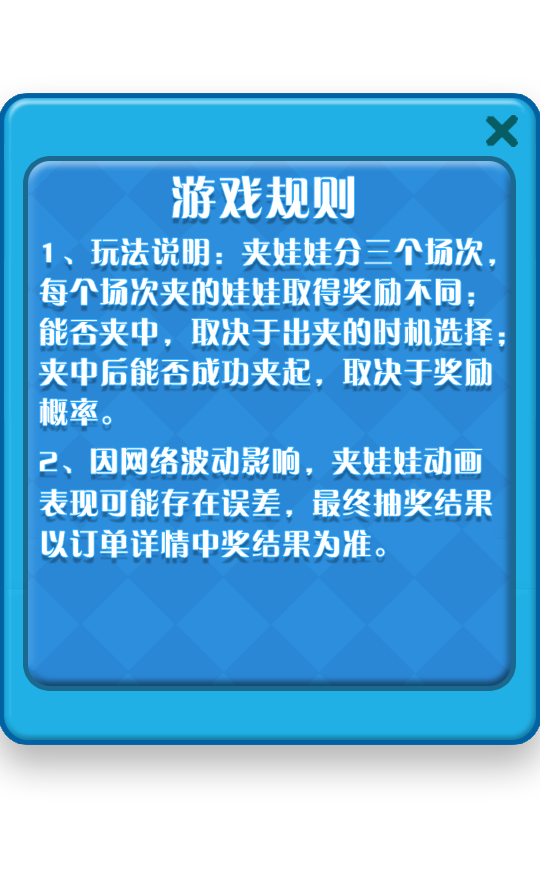 游戏规则
1、玩法说明：夹娃娃分三个场次，
每个场次夹的娃娃取得奖励不同；
能否夹中，取决于出夹的时机选择；
夹中后能否成功夹起，取决于奖励
概率。
2、因网络波动影响，夹娃娃动画
表现可能存在误差，最终抽奖结果
以订单详情中奖结果为准。